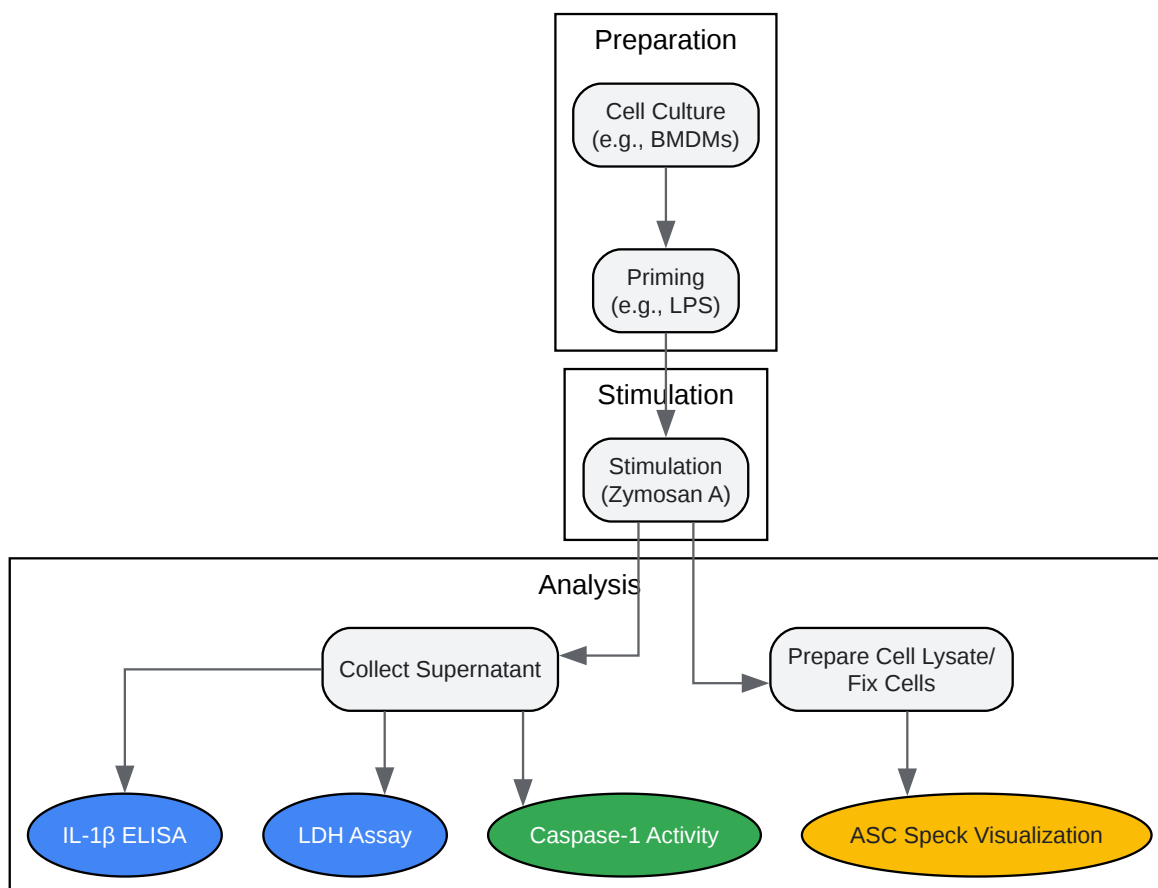 Preparation
Cell Culture
(e.g., BMDMs)
Priming
(e.g., LPS)
Stimulation
Stimulation
(Zymosan A)
Analysis
Collect Supernatant
Prepare Cell Lysate/
Fix Cells
IL-1β ELISA
LDH Assay
Caspase-1 Activity
ASC Speck Visualization